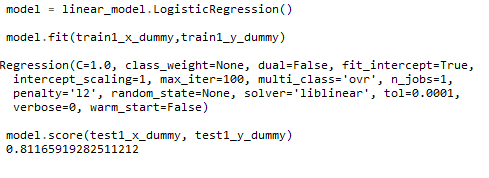 model = linear_model.LogisticRegression()
model.fit(train1_x_dummy,train1_y_dummy)
Regression(C=1.0, class_weight=None, dual=False, fit_intercept=True,
intercept_scaling=1, max_iter=100, multi_class='ovr', n_jobs=1,
penalty='l2', random_state=None, solver='liblinear', tol=0.0001,
verbose=0, warm_start=False)
model.score(test1_x_dummy, test1_y_dummy)
0.81165919282511212